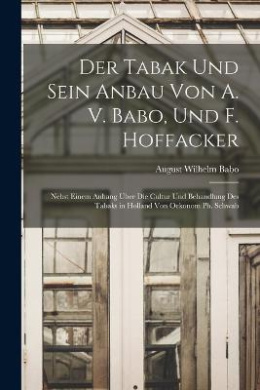 Der Tabak Und
Sein Anbau Von A.
V. Babo, Und F.
Hoffacker
August Wilhelm Babo
Nebst Einem Anhang Über Die Cultur Und Behandlung Des
Tabaks in Holland Von Oekonom Ph. Schwab